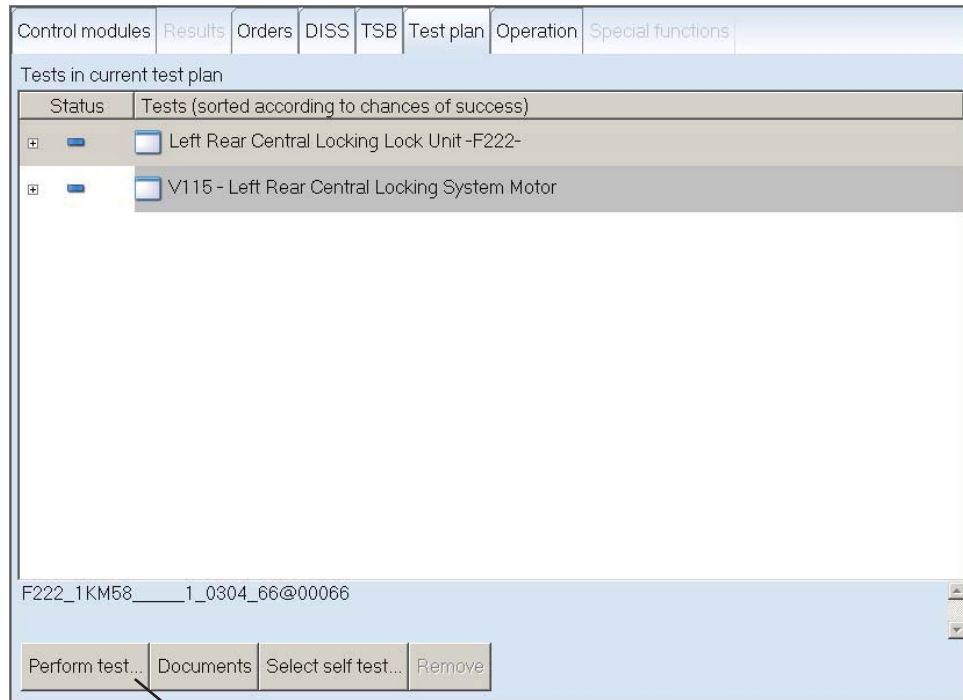 Control modules Results Orders DISS TSB Test plan Operation Special functions
Tests in current test plan
Status Tests (sorted according to chances of success)
Left Rear Central Locking Lock Unit -F222-
V115 - Left Rear Central Locking System Motor
F222_1KM58_____1_0304_66@00066
Perform test... Documents Select self test... Remove